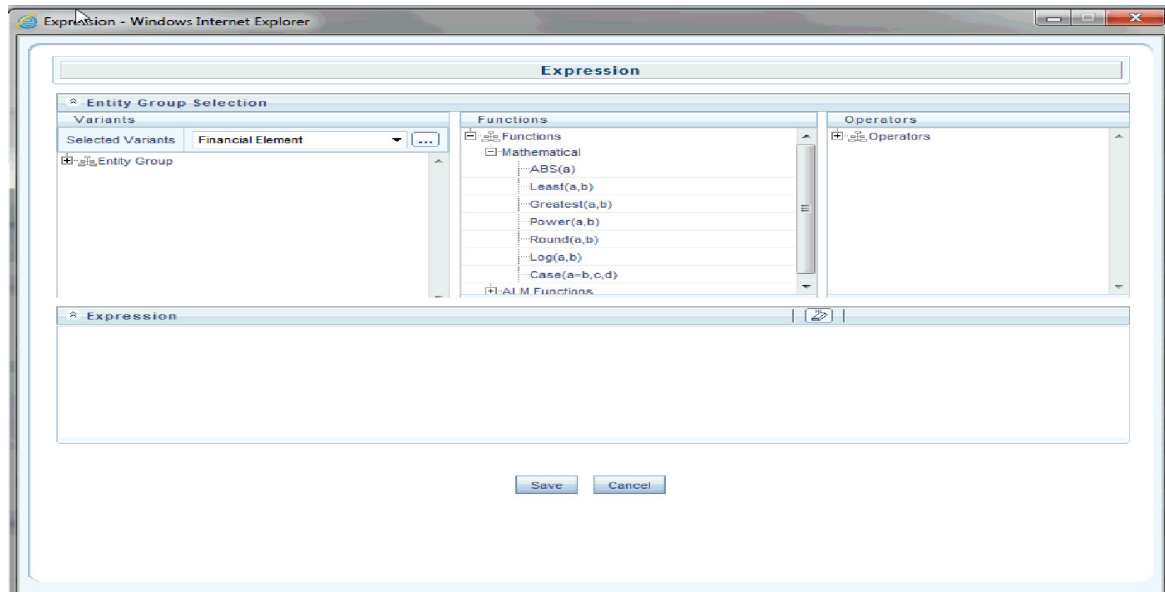 Expression - Windows Internet Explorer
Expression
Entity Group Selection
Variants
Functions
Operators
Selected Variants
Financial Element
...
Entity Group
Functions
Mathematical
ABS(a)
Least(a,b)
Greatest(a,b)
Power(a,b)
Round(a,b)
Log(a,b)
Case(a=b,c,d)
ALM Functions
Operators
Expression
Save
Cancel